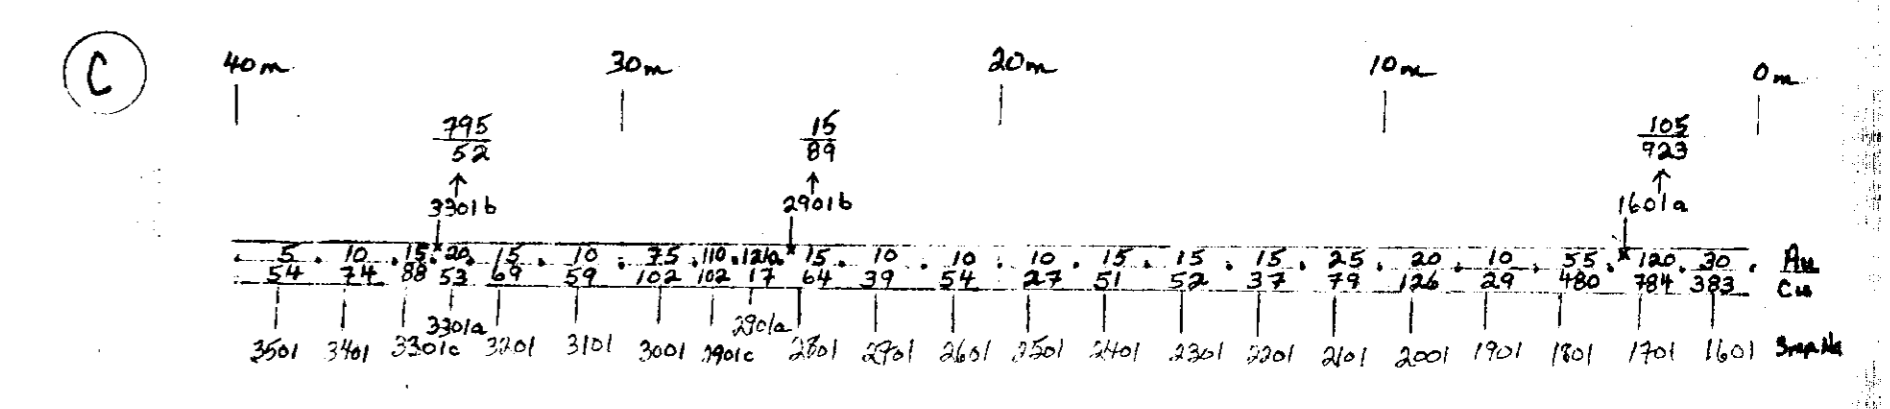 C
40m 30m 20m 10m 0m
795 15 105
52 89 923
3301b 2901b 1601a
5 . 10 . 15 . 20 . 15 . 10 . 75 . 110 . 15 . 10 . 10 . 10 . 15 . 15 . 15 . 25 . 20 . 10 . 55 . 120 . 30 . Au
54 74 88 53 69 59 102 102 17 64 39 54 27 51 52 37 79 126 29 480 784 383 Cu
3301a 2901a
3501 3401 3301c 3201 3101 3001 2901c 2801 2701 2601 2501 2401 2301 2201 2101 2001 1901 1801 1701 1601 Smp No